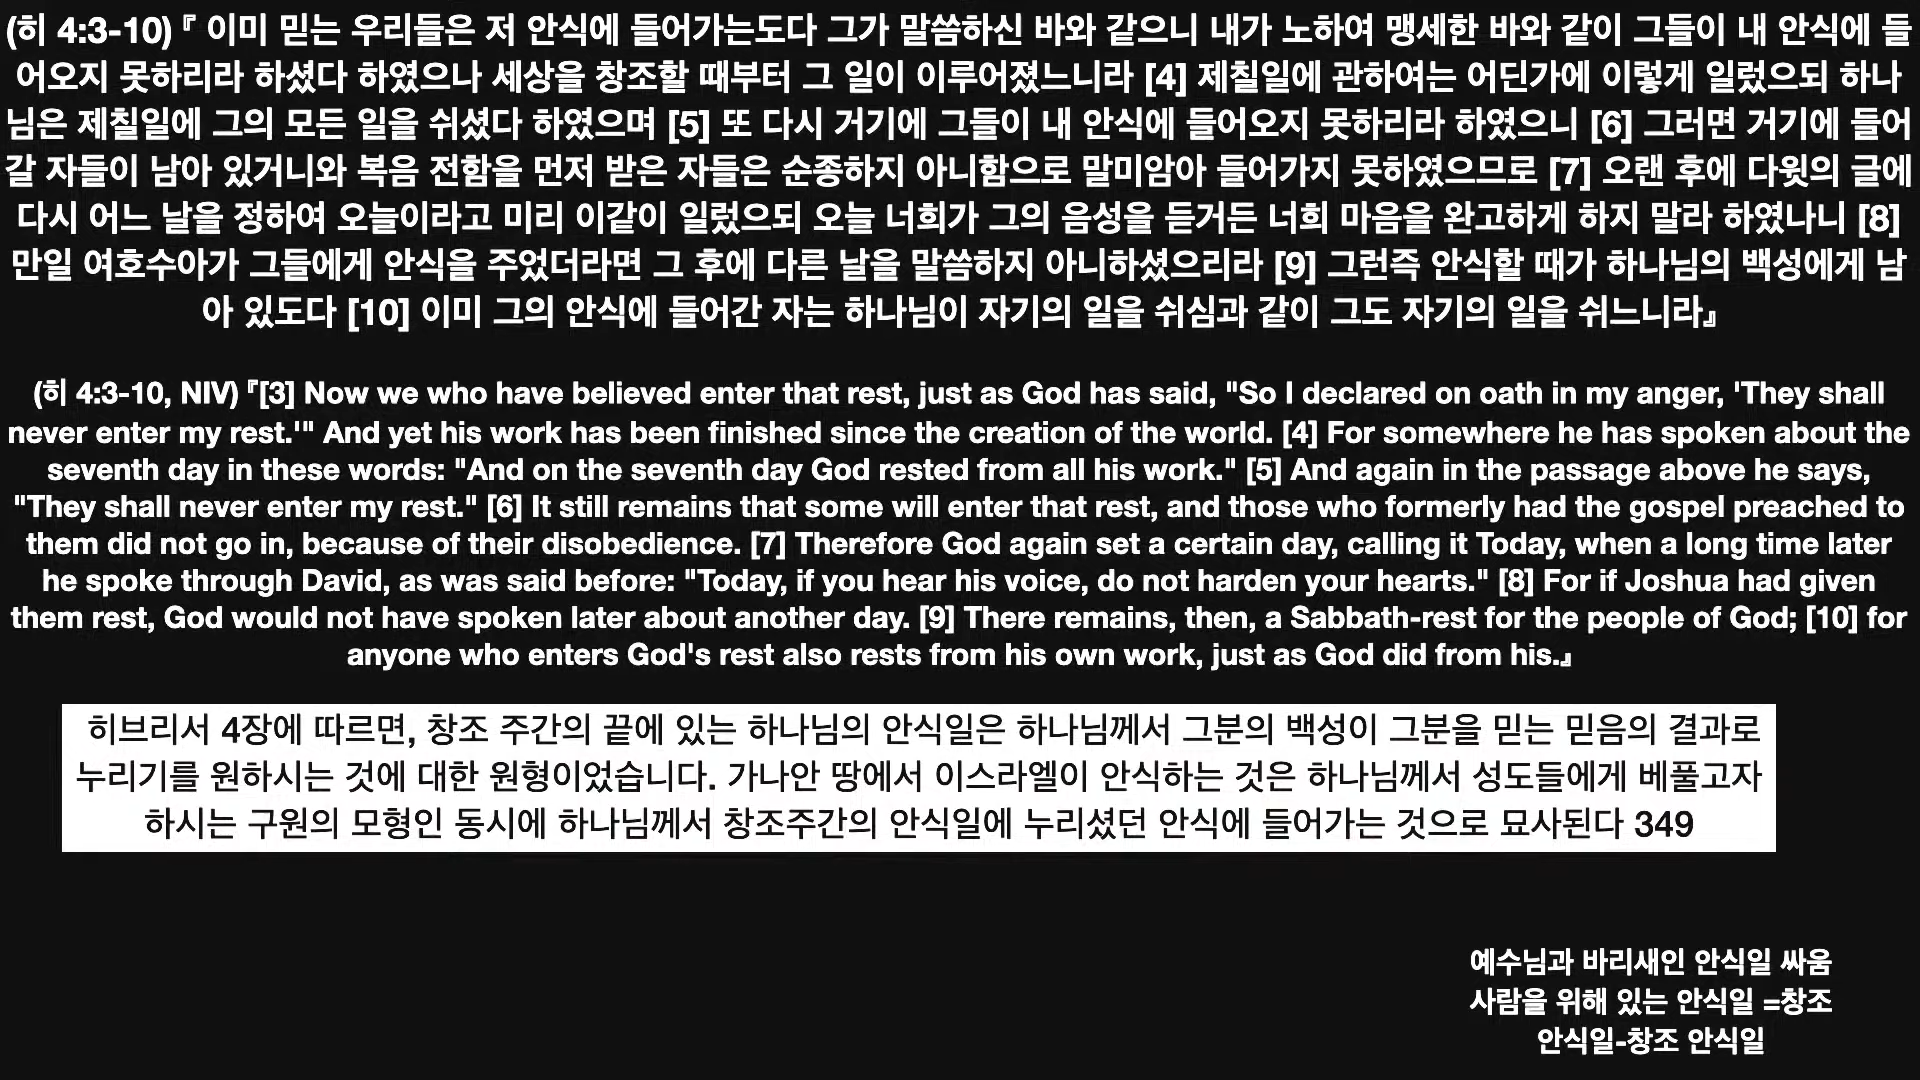 (히 4:3-10) 『 이미 믿는 우리들은 저 안식에 들어가는도다 그가 말씀하신 바와 같으니 내가 노하여 맹세한 바와 같이 그들이 내 안식에 들
어오지 못하리라 하셨다 하였으나 세상을 창조할 때부터 그 일이 이루어졌느니라 [4] 제칠일에 관하여는 어딘가에 이렇게 일렀으되 하나
님은 제칠일에 그의 모든 일을 쉬셨다 하였으며 [5] 또 다시 거기에 그들이 내 안식에 들어오지 못하리라 하였으니 [6] 그러면 거기에 들어
갈 자들이 남아 있거니와 복음 전함을 먼저 받은 자들은 순종하지 아니함으로 말미암아 들어가지 못하였으므로 [7] 오랜 후에 다윗의 글에
다시 어느 날을 정하여 오늘이라고 미리 이같이 일렀으되 오늘 너희가 그의 음성을 듣거든 너희 마음을 완고하게 하지 말라 하였나니 [8]
만일 여호수아가 그들에게 안식을 주었더라면 그 후에 다른 날을 말씀하지 아니하셨으리라 [9] 그런즉 안식할 때가 하나님의 백성에게 남
아 있도다 [10] 이미 그의 안식에 들어간 자는 하나님이 자기의 일을 쉬심과 같이 그도 자기의 일을 쉬느니라』
(히 4:3-10, NIV) 『[3] Now we who have believed enter that rest, just as God has said, "So I declared on oath in my anger, 'They shall
never enter my rest.'" And yet his work has been finished since the creation of the world. [4] For somewhere he has spoken about the
seventh day in these words: "And on the seventh day God rested from all his work." [5] And again in the passage above he says,
"They shall never enter my rest." [6] It still remains that some will enter that rest, and those who formerly had the gospel preached to
them did not go in, because of their disobedience. [7] Therefore God again set a certain day, calling it Today, when a long time later
he spoke through David, as was said before: "Today, if you hear his voice, do not harden your hearts." [8] For if Joshua had given
them rest, God would not have spoken later about another day. [9] There remains, then, a Sabbath-rest for the people of God; [10] for
anyone who enters God's rest also rests from his own work, just as God did from his.』
히브리서 4장에 따르면, 창조 주간의 끝에 있는 하나님의 안식일은 하나님께서 그분의 백성이 그분을 믿는 믿음의 결과로
누리기를 원하시는 것에 대한 원형이었습니다. 가나안 땅에서 이스라엘이 안식하는 것은 하나님께서 성도들에게 베풀고자
하시는 구원의 모형인 동시에 하나님께서 창조주간의 안식일에 누리셨던 안식에 들어가는 것으로 묘사된다 349
예수님과 바리새인 안식일 싸움
사람을 위해 있는 안식일 =창조
안식일-창조 안식일